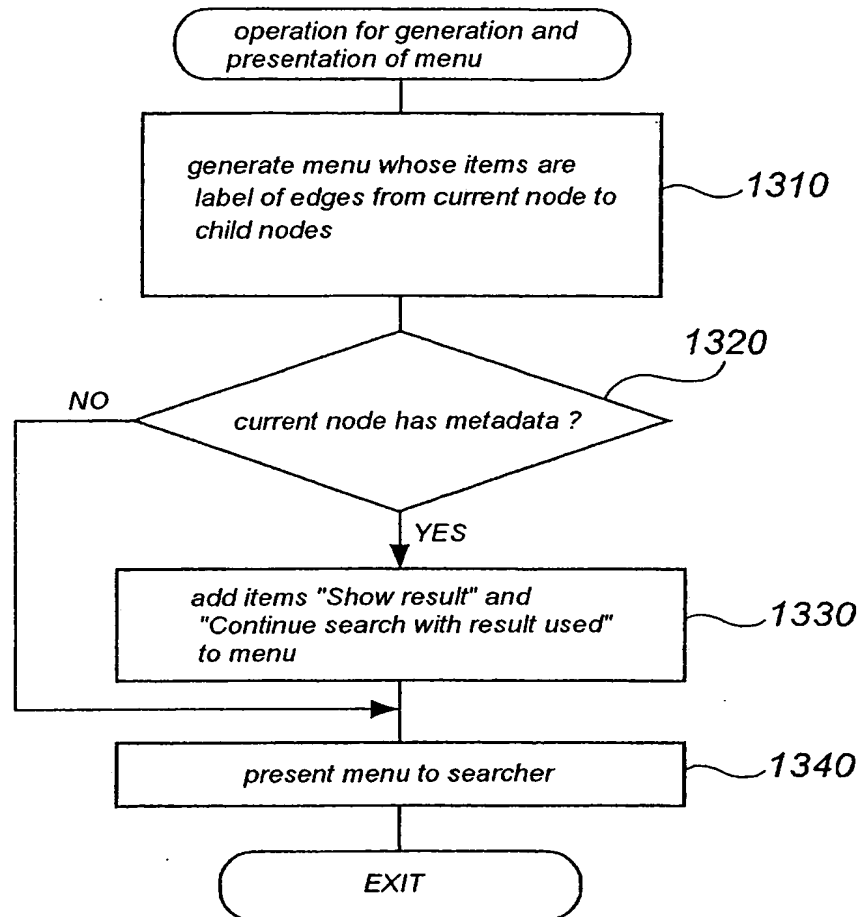 operation for generation and
presentation of menu
generate menu whose items are
label of edges from current node to
child nodes
1310
1320
NO
current node has metadata ?
YES
add items "Show result" and
"Continue search with result used"
to menu
1330
present menu to searcher
1340
EXIT